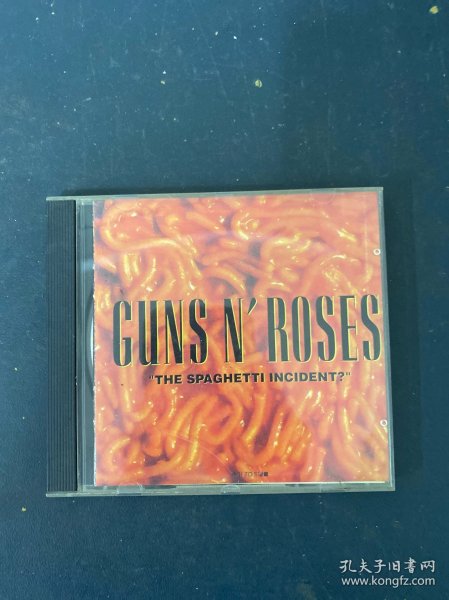 GUNS N' ROSES
"THE SPAGHETTI INCIDENT?"
孔夫子旧书网
www.kongfz.com